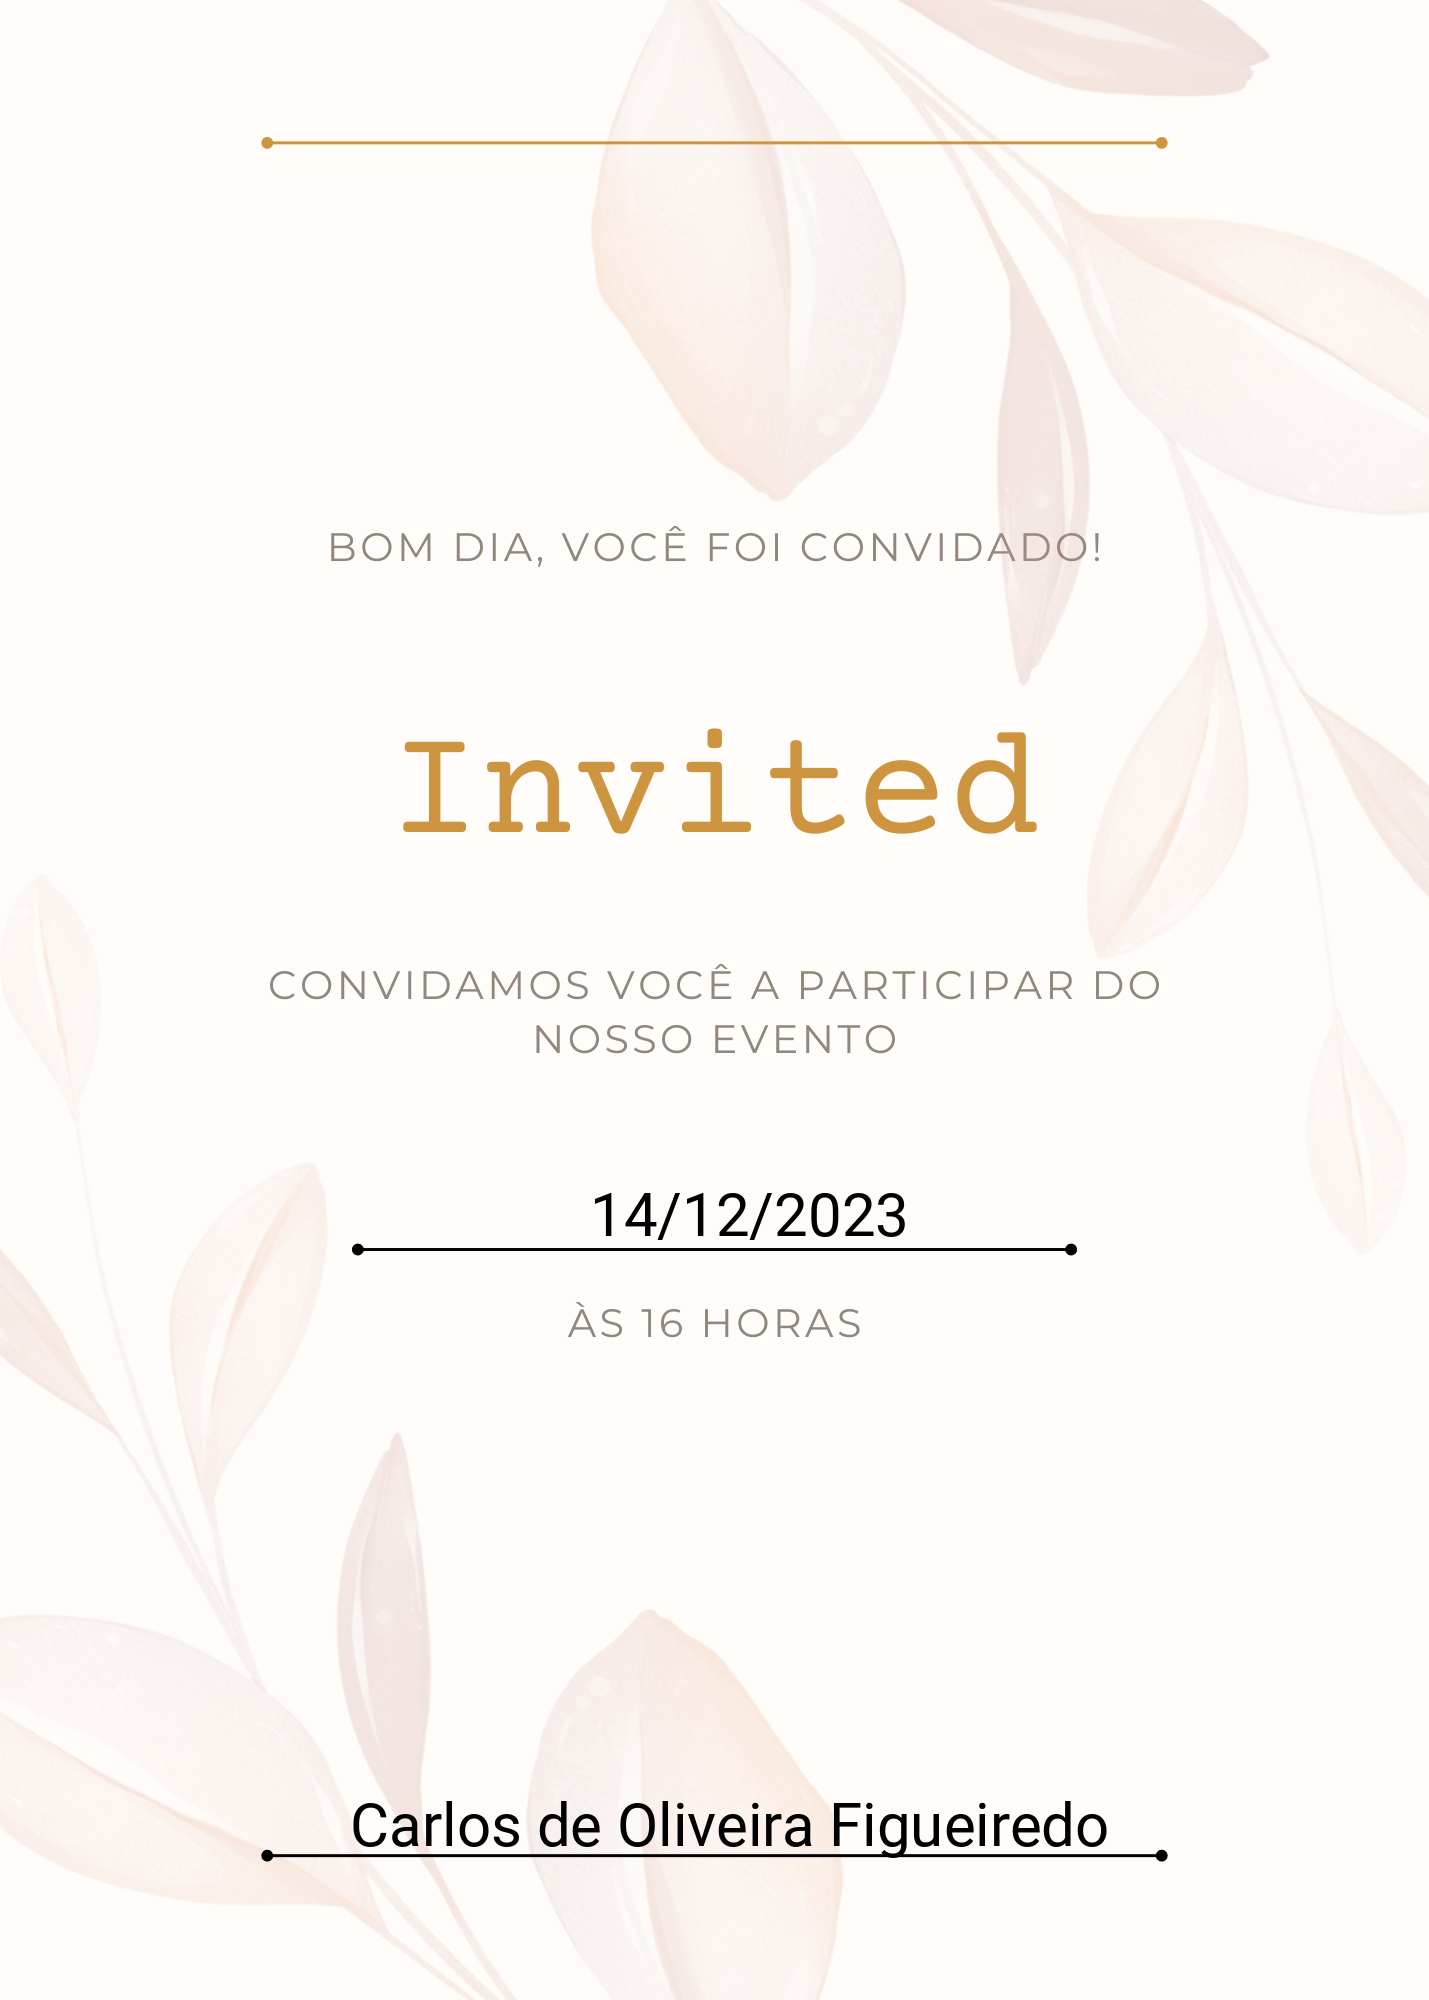 BOM DIA, VOCÊ FOI CONVIDADO!
Invited
CONVIDAMOS VOCÊ A PARTICIPAR DO
NOSSO EVENTO
14/12/2023
ÀS 16 HORAS
Carlos de Oliveira Figueiredo